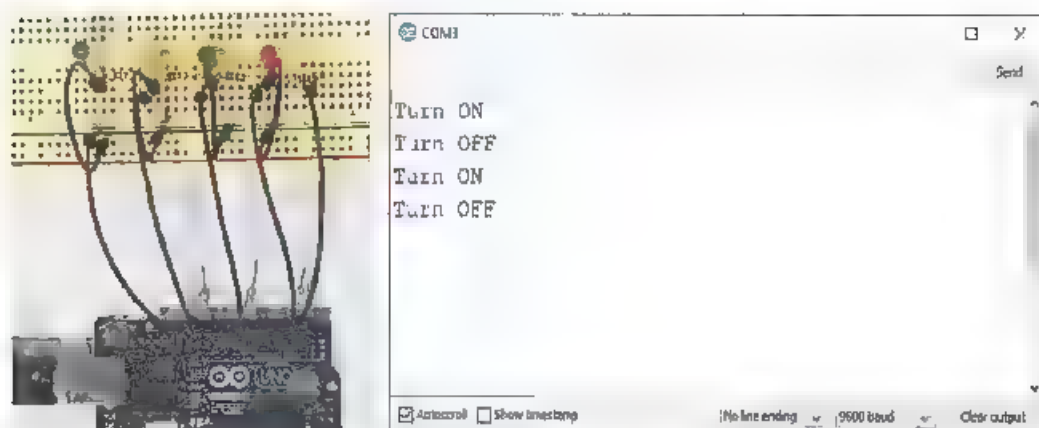 COM3
Send
Turn ON
Turn OFF
Turn ON
Turn OFF
Autoscroll Show timestamp No line ending 9600 baud Clear output
UNO